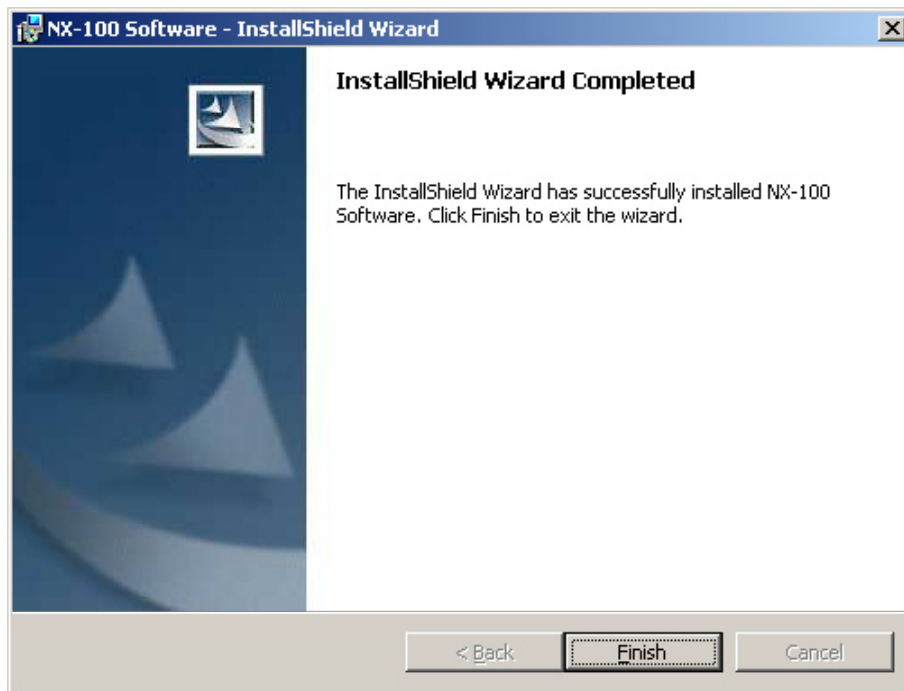 NX-100 Software - InstallShield Wizard
InstallShield Wizard Completed
The InstallShield Wizard has successfully installed NX-100
Software. Click Finish to exit the wizard.
< Back Finish Cancel